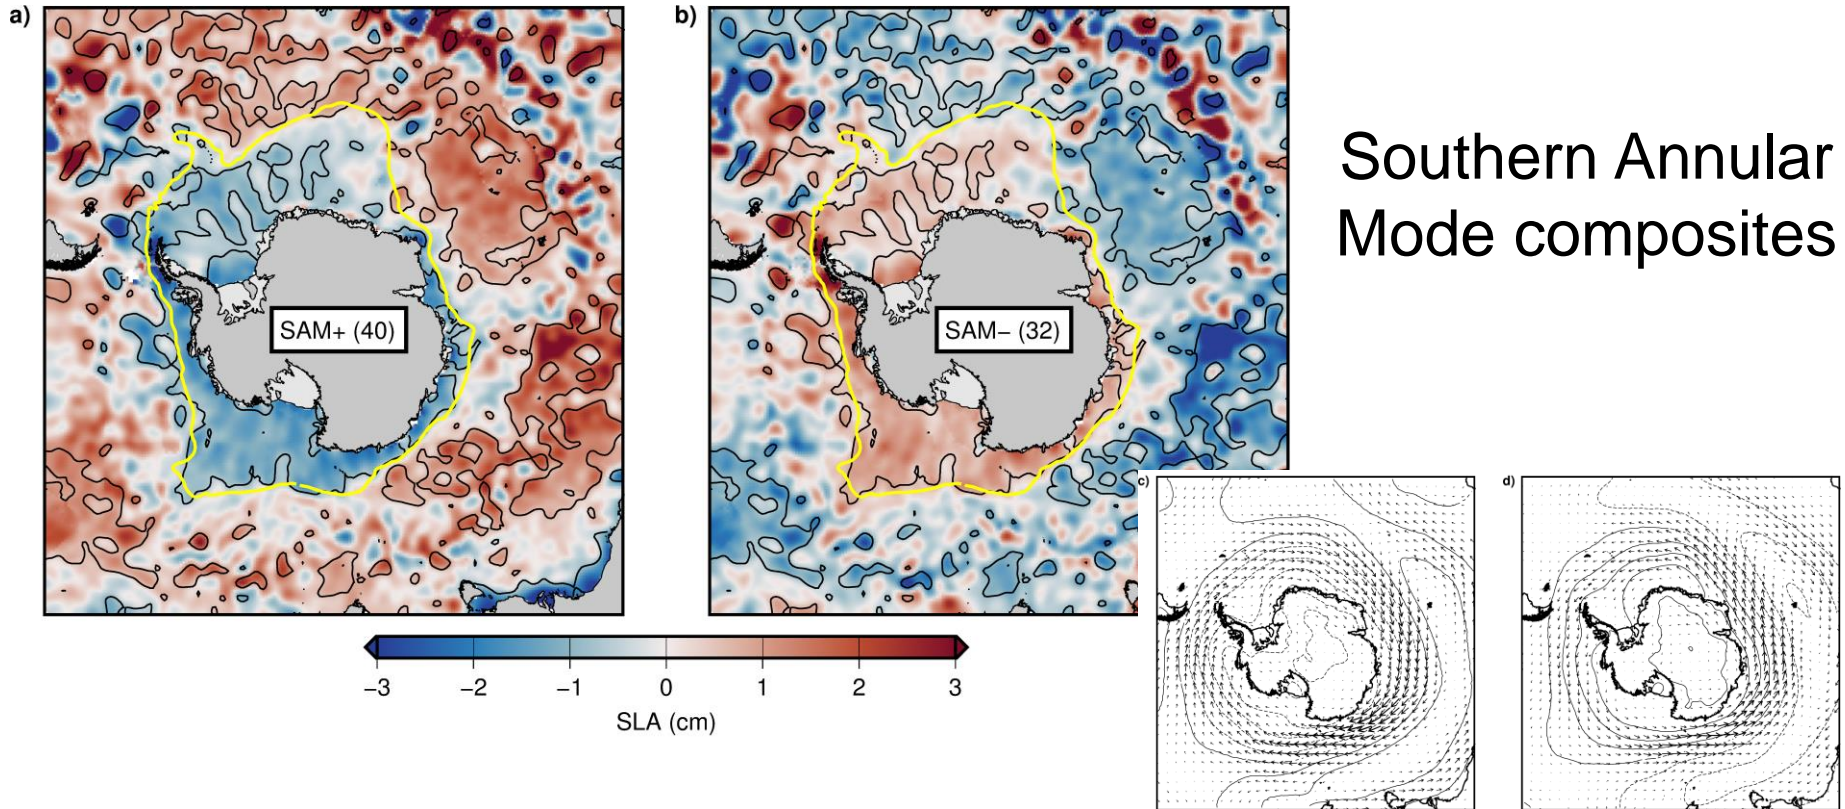 a)
b)
Southern Annular
Mode composites
SAM+ (40)
SAM− (32)
c)
d)
−3 −2 −1 0 1 2 3
SLA (cm)